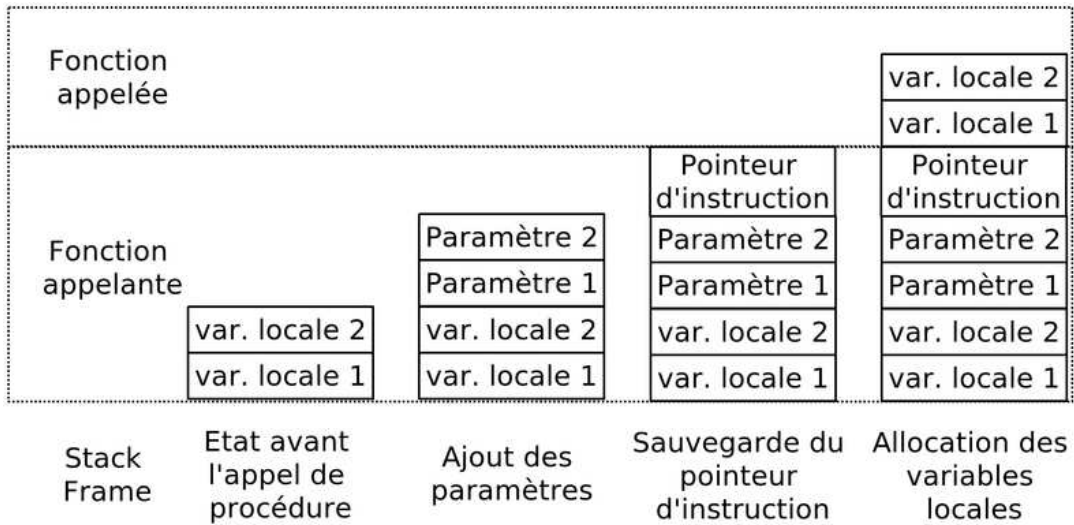 Fonction
appelée
var. locale 2
var. locale 1
Fonction
appelante
var. locale 2
var. locale 1
Paramètre 2
Paramètre 1
var. locale 2
var. locale 1
Pointeur
d'instruction
Paramètre 2
Paramètre 1
var. locale 2
var. locale 1
Pointeur
d'instruction
Paramètre 2
Paramètre 1
var. locale 2
var. locale 1
Stack
Frame
Etat avant
l'appel de
procédure
Ajout des
paramètres
Sauvegarde du
pointeur
d'instruction
Allocation des
variables
locales